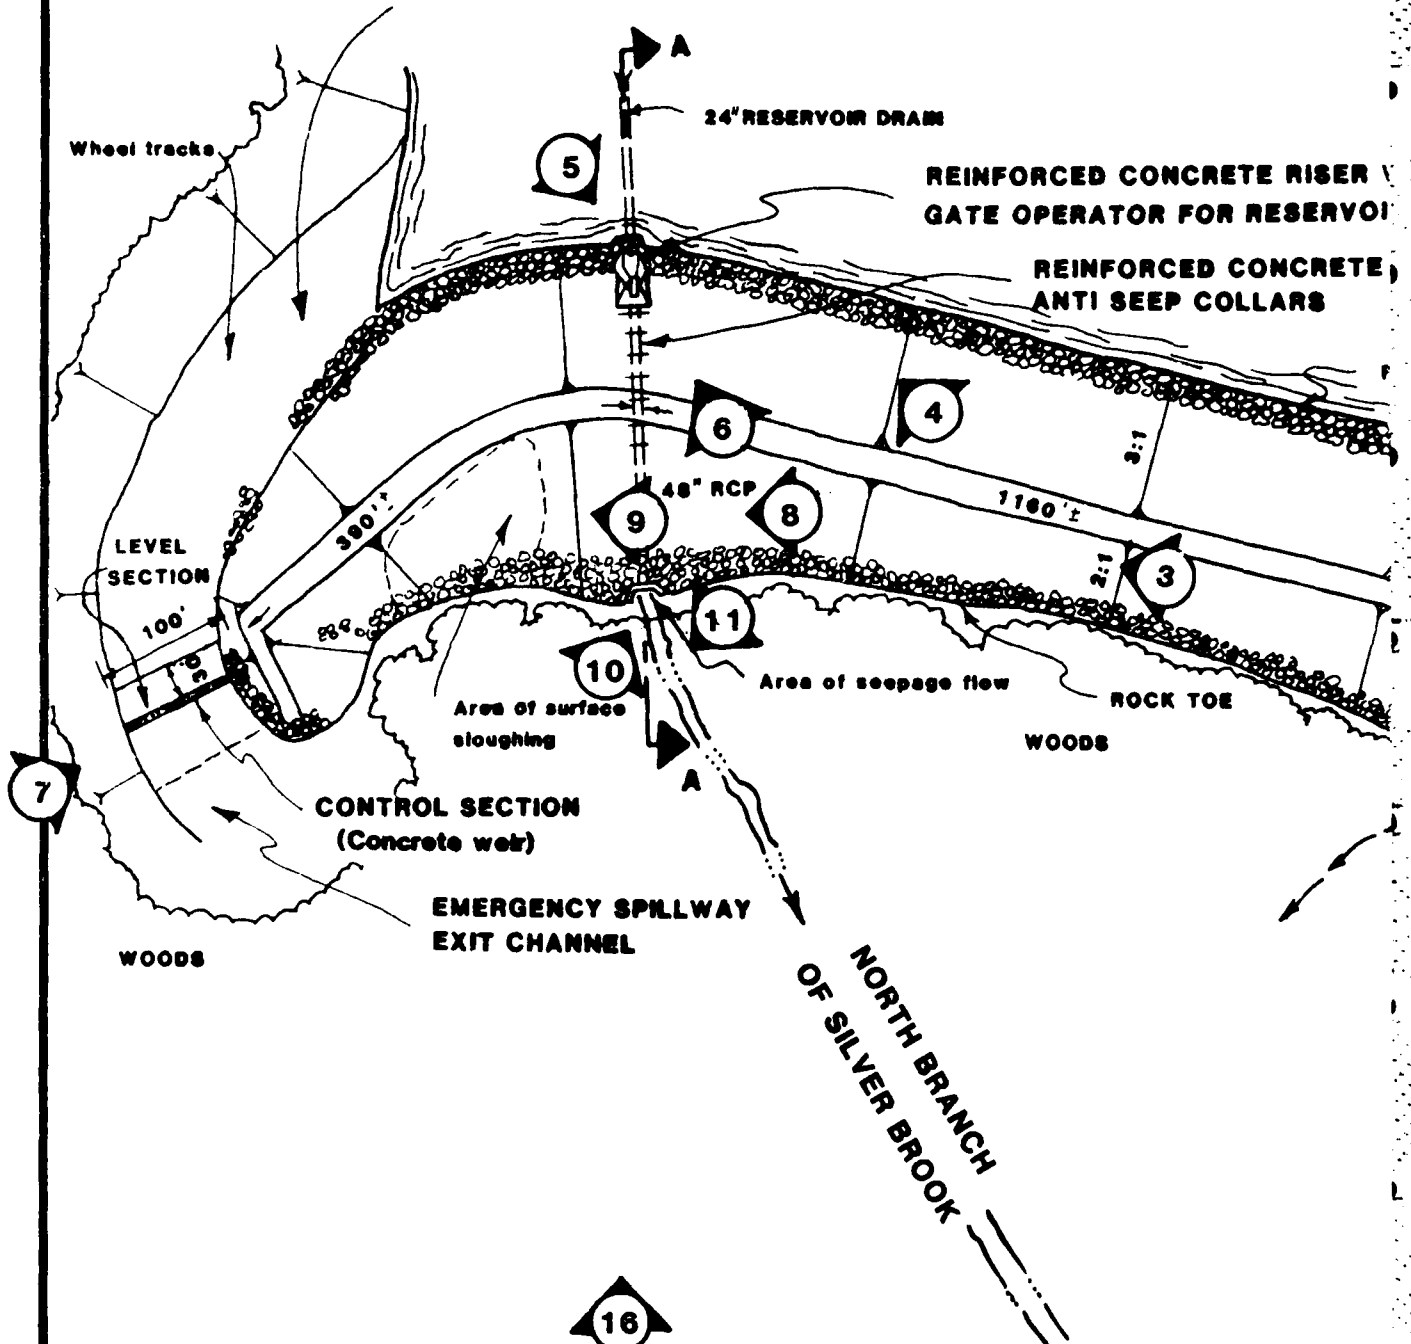 A
24" RESERVOIR DRAIN
Wheel tracks
5
REINFORCED CONCRETE RISER
GATE OPERATOR FOR
REINFORCED CONCRETE
ANTI SEEP COLLARS
4
6
3:1
48" RCP
1160'±
390'±
9
8
2:1
3
LEVEL
SECTION
100'
11
10
Area of seepage flow
ROCK TOE
Area of surface
sloughing
WOODS
A
7
CONTROL SECTION
(Concrete weir)
EMERGENCY SPILLWAY
EXIT CHANNEL
WOODS
NORTH BRANCH
OF SILVER BROOK
16